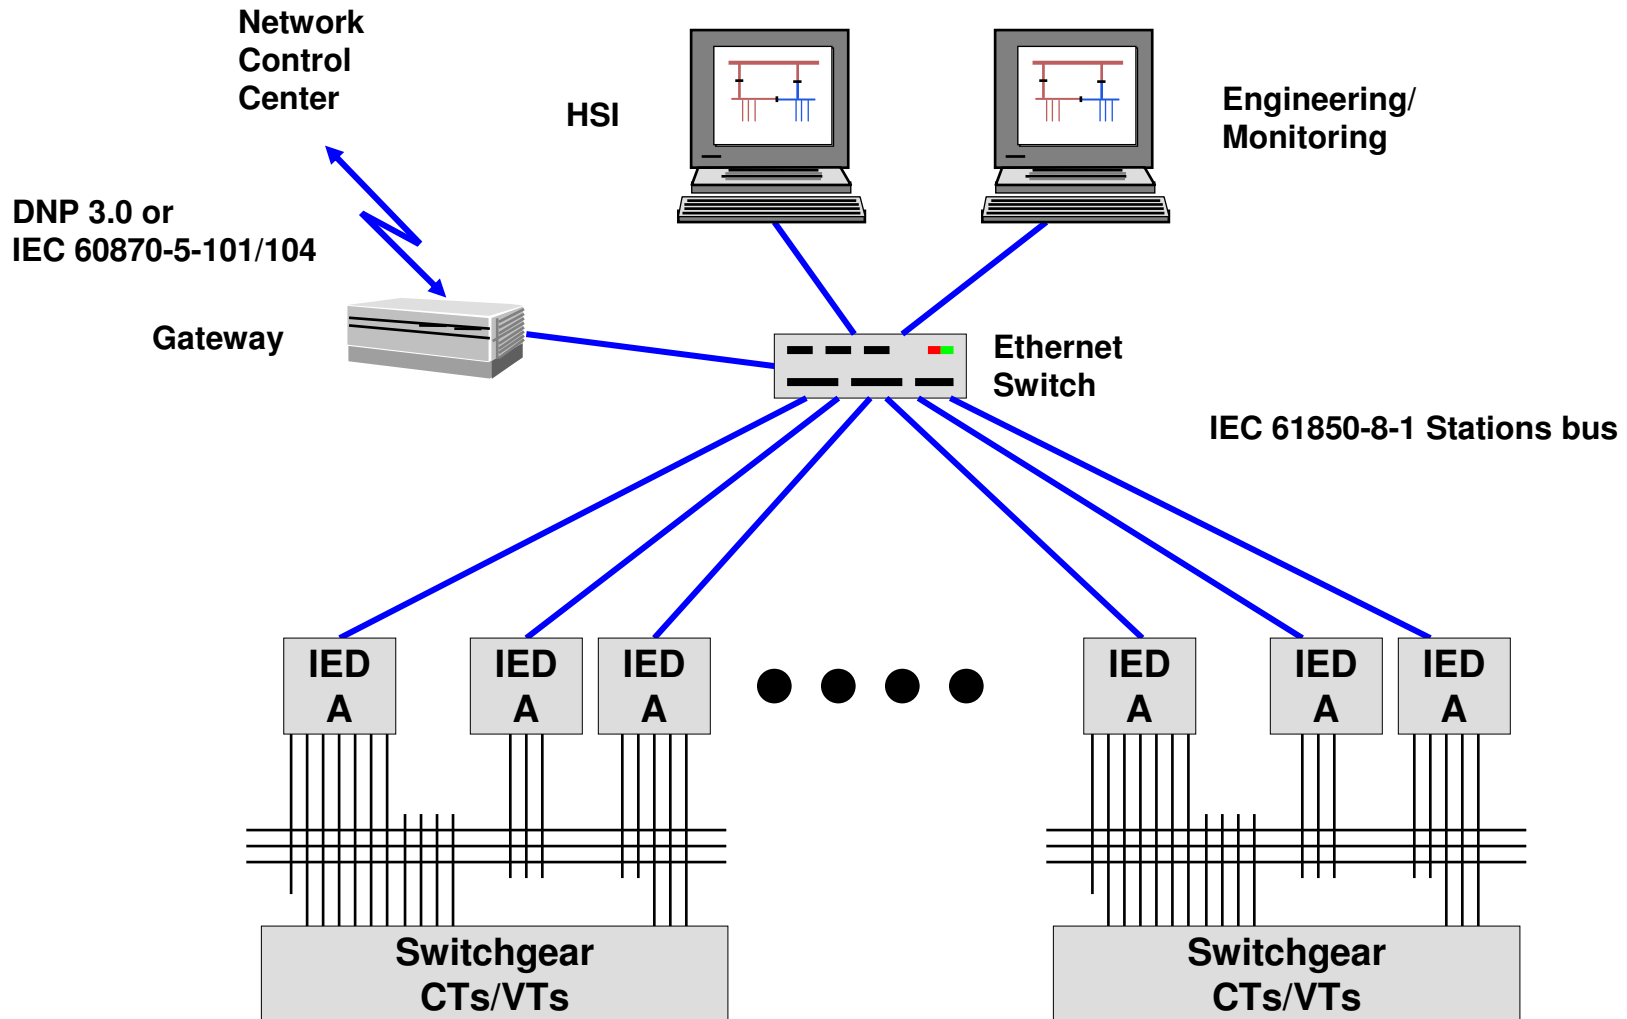 Network
Control
Center
HSI
Engineering/
Monitoring
DNP 3.0 or
IEC 60870-5-101/104
Gateway
Ethernet
Switch
IEC 61850-8-1 Stations bus
IED
A
IED
A
IED
A
IED
A
IED
A
IED
A
Switchgear
CTs/VTs
Switchgear
CTs/VTs